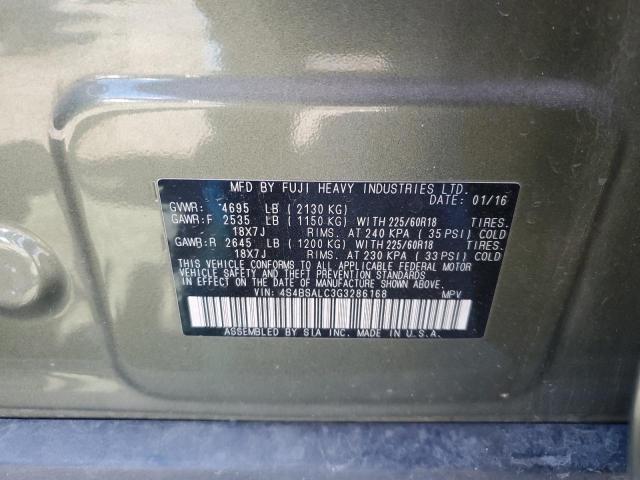 MFD BY FUJI HEAVY INDUSTRIES LTD.
DATE: 01/16
GVWR: 4695 LB ( 2130 KG)
GAWR:F 2535 LB ( 1150 KG) WITH 225/60R18 TIRES.
18X7J RIMS. AT 240 KPA ( 35 PSI) COLD
GAWR:R 2645 LB ( 1200 KG) WITH 225/60R18 TIRES.
18X7J RIMS. AT 230 KPA ( 33 PSI) COLD
THIS VEHICLE CONFORMS TO ALL APPLICABLE FEDERAL MOTOR
VEHICLE SAFETY AND THEFT PREVENTION STANDARDS IN
EFFECT ON THE DATE OF MANUFACTURE SHOWN ABOVE.
VIN: 4S4BSALC3G3286168 MPV
ASSEMBLED BY SIA INC. MADE IN U.S.A.